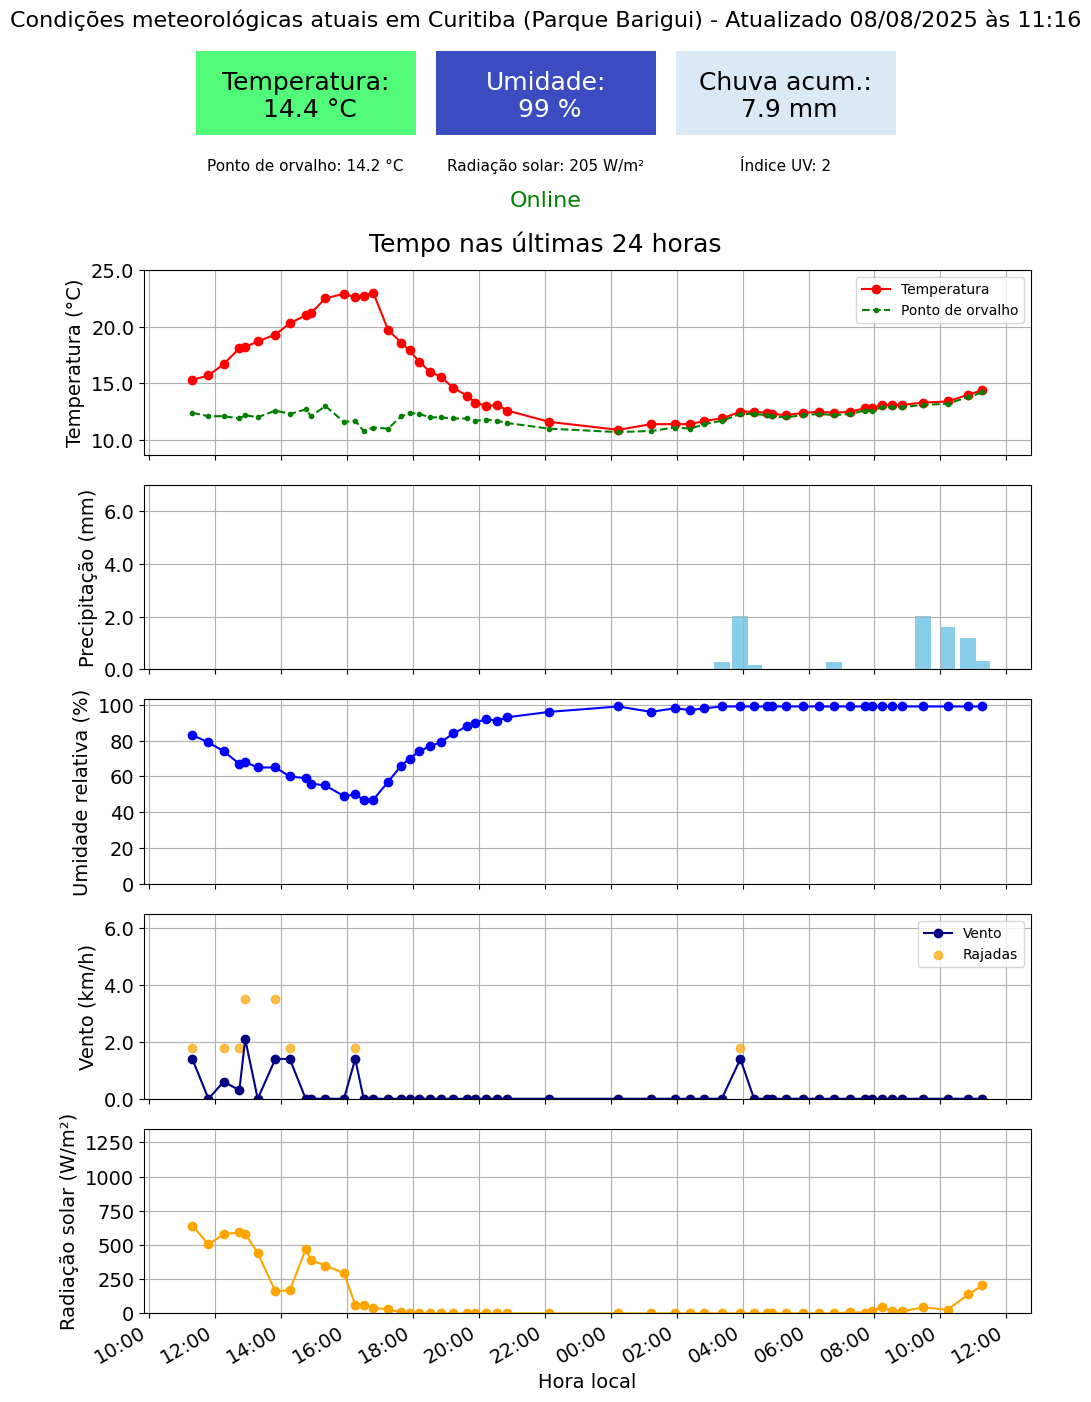 Condições meteorológicas atuais em Curitiba (Parque Barigui) - Atualizado 08/08/2025 às 11:16
Temperatura:
14.4 °C
Umidade:
99 %
Chuva acum.:
7.9 mm
Ponto de orvalho: 14.2 °C
Radiação solar: 205 W/m²
Índice UV: 2
Online
Tempo nas últimas 24 horas
Temperatura (°C)
25.0
20.0
15.0
10.0
Temperatura
Ponto de orvalho
Precipitação (mm)
6.0
4.0
2.0
0.0
Umidade relativa (%)
100
80
60
40
20
0
Vento (km/h)
6.0
4.0
2.0
0.0
Vento
Rajadas
Radiação solar (W/m²)
1250
1000
750
500
250
0
10:00
12:00
14:00
16:00
18:00
20:00
22:00
00:00
02:00
04:00
06:00
08:00
10:00
12:00
Hora local